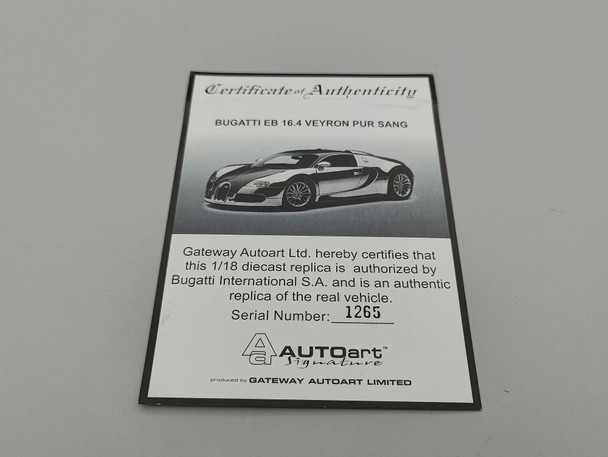 Certificate of Authenticity
BUGATTI EB 16.4 VEYRON PUR SANG
Gateway Autoart Ltd. hereby certifies that
this 1/18 diecast replica is authorized by
Bugatti International S.A. and is an authentic
replica of the real vehicle.
Serial Number: 1265
AA AUTOart™
Signature
produced by GATEWAY AUTOART LIMITED